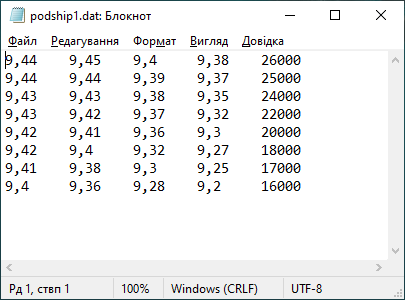 podship1.dat: Блокнот
Файл Редагування Формат Вигляд Довідка
9,44 9,45 9,4 9,38 26000
9,44 9,44 9,39 9,37 25000
9,43 9,43 9,38 9,35 24000
9,43 9,42 9,37 9,32 22000
9,42 9,41 9,36 9,3 20000
9,42 9,4 9,32 9,27 18000
9,41 9,38 9,3 9,25 17000
9,4 9,36 9,28 9,2 16000
Рд 1, ствп 1 100% Windows (CRLF) UTF-8